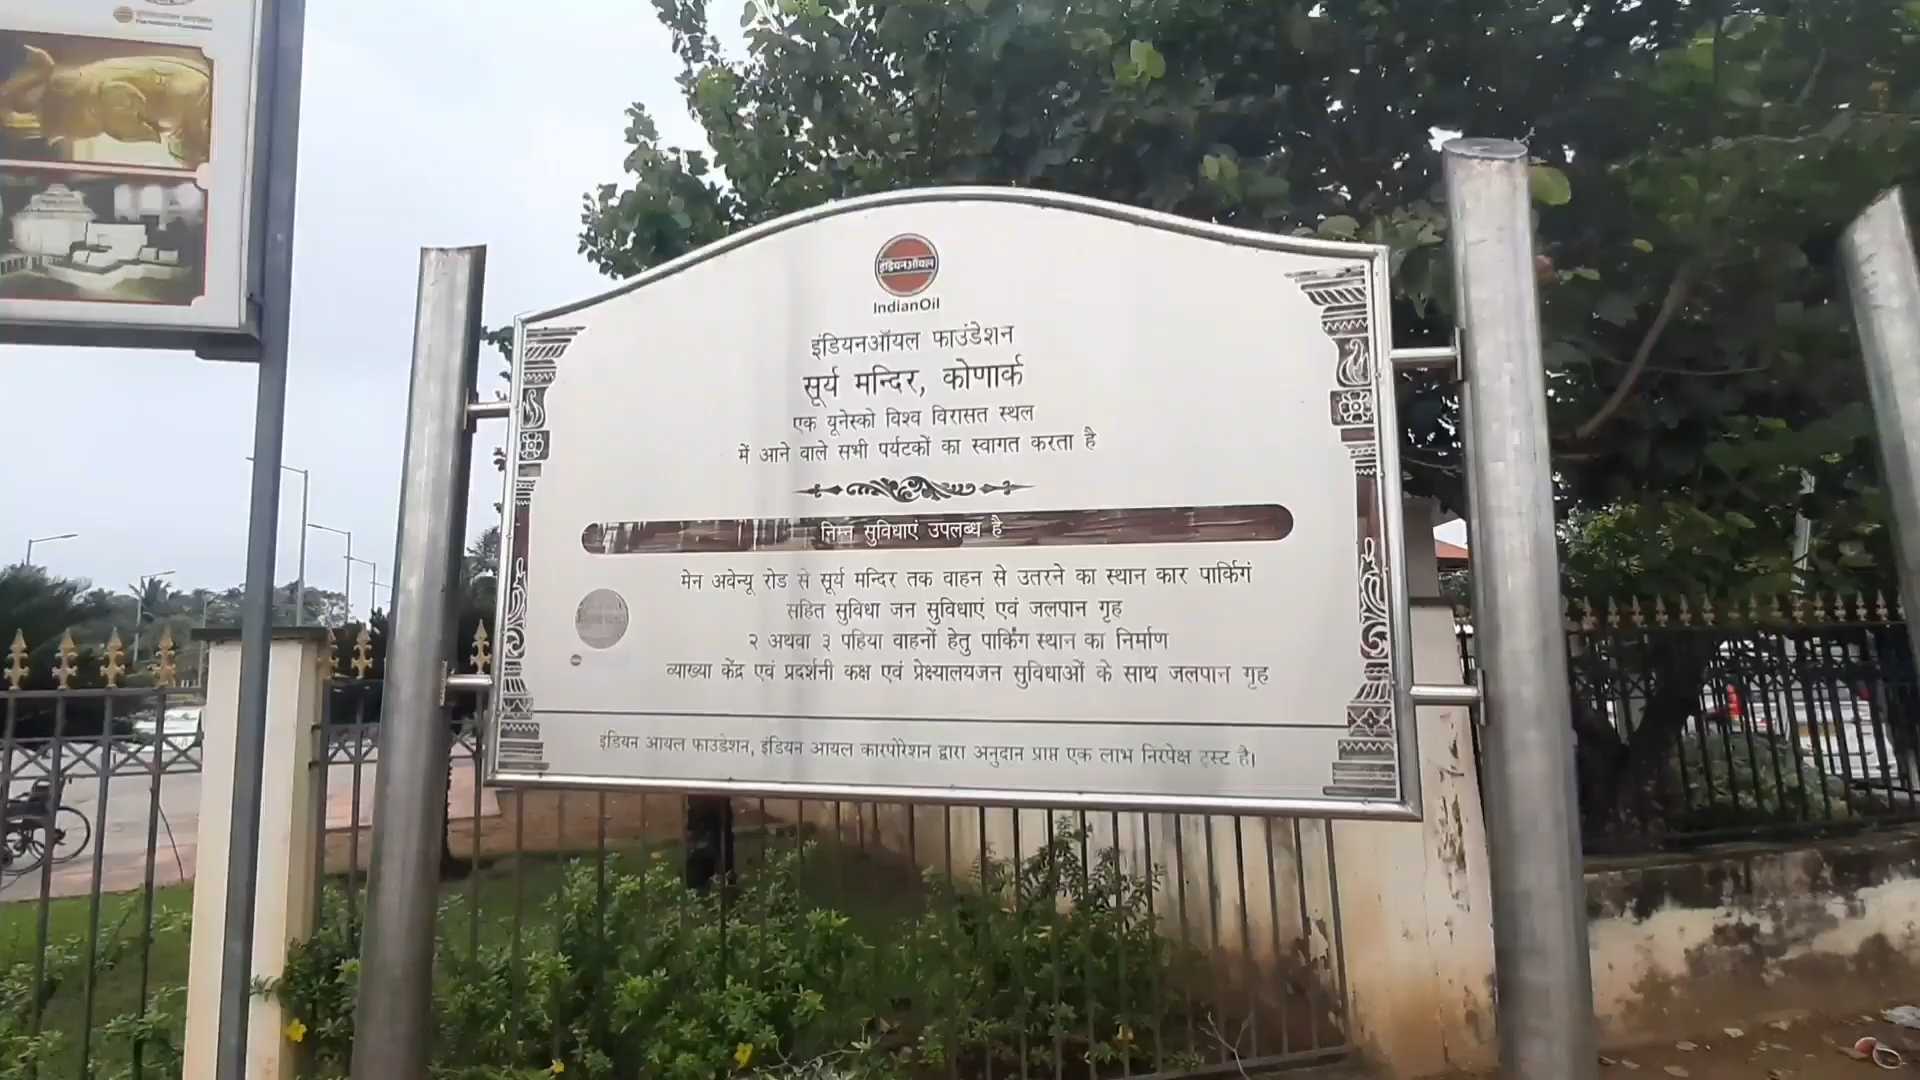 इंडियनऑयल
IndianOil
इंडियनऑयल फाउंडेशन
सूर्य मन्दिर, कोणार्क
एक यूनेस्को विश्व विरासत स्थल
में आने वाले सभी पर्यटकों का स्वागत करता है
निम्न सुविधाएं उपलब्ध है
मेन अवेन्यू रोड से सूर्य मन्दिर तक वाहन से उतरने का स्थान कार पार्किगं
सहित सुविधा जन सुविधाएं एवं जलपान गृह
२ अथवा ३ पहिया वाहनों हेतु पार्किंग स्थान का निर्माण
व्याख्या केंद्र एवं प्रदर्शनी कक्ष एवं प्रेक्ष्यालयजन सुविधाओं के साथ जलपान गृह
इंडियन आयल फाउंडेशन, इंडियन आयल कारपोरेशन द्वारा अनुदान प्राप्त एक लाभ निरपेक्ष ट्रस्ट है।